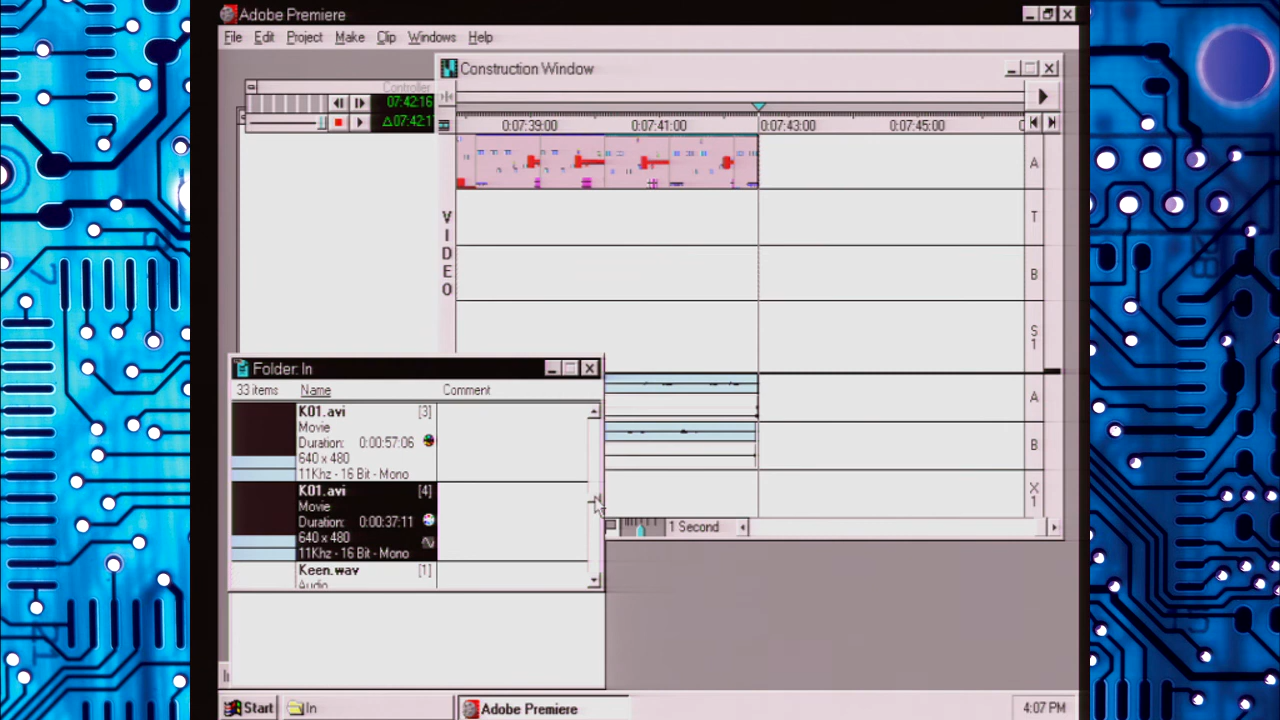 Adobe Premiere
File Edit Project Make Clip Windows Help
Construction Window
Controller
07:42:16
△07:42:1
0:07:39:00 0:07:41:00 0:07:43:00 0:07:45:00
A
T
B
S
1
VIDEO
A
B
X
1
1 Second
Folder: In
33 items Name Comment
K01.avi [3]
Movie
Duration: 0:00:57:06
640 x 480
11Khz - 16 Bit - Mono
K01.avi [4]
Movie
Duration: 0:00:37:11
640 x 480
11Khz - 16 Bit - Mono
Keen.wav [1]
Audio
Start In Adobe Premiere 4:07 PM